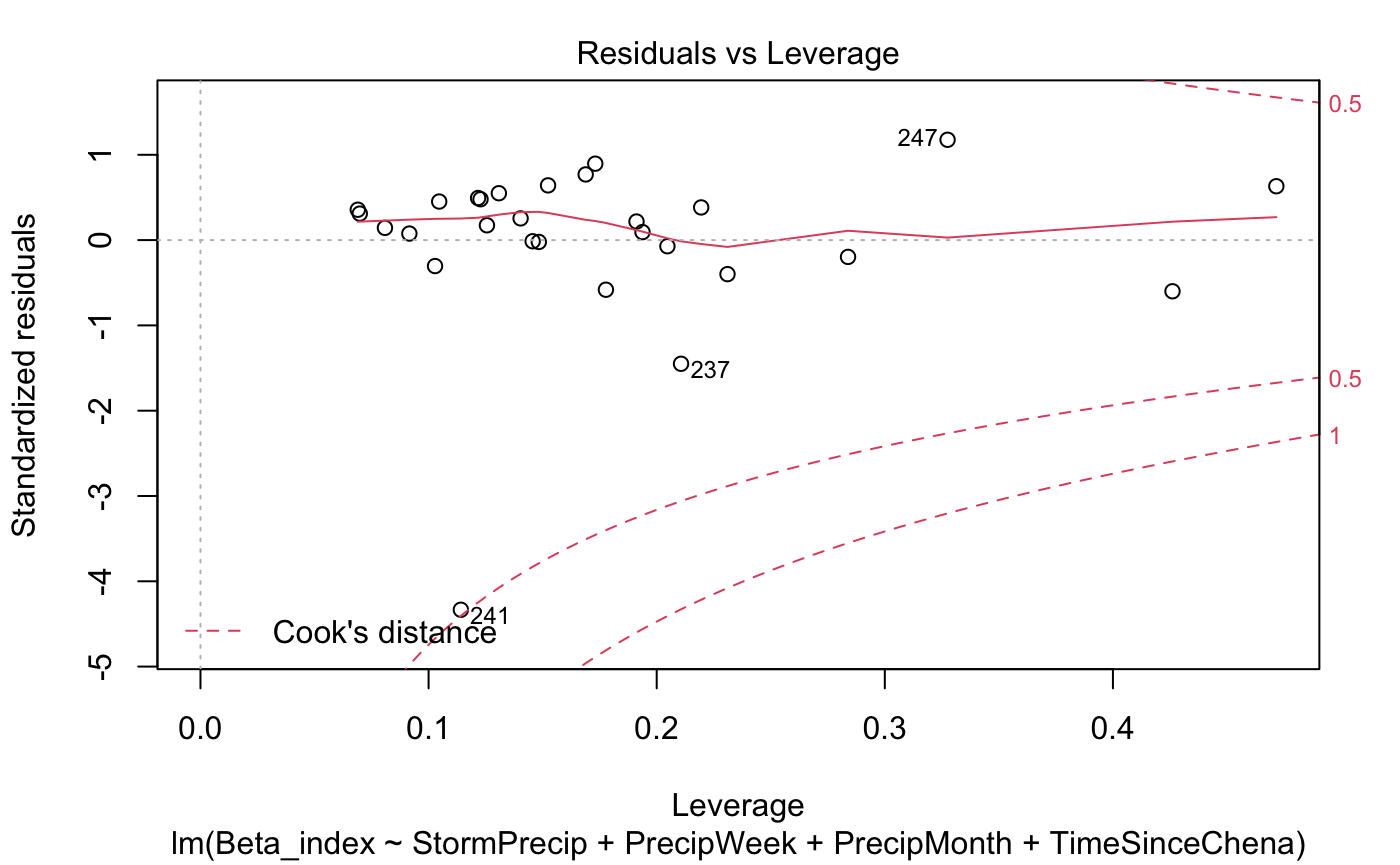 Residuals vs Leverage
0.5
247
1
0
-1
237
0.5
-2
1
-3
-4
241
Cook's distance
-5
Standardized residuals
0.0 0.1 0.2 0.3 0.4
Leverage
lm(Beta_index ~ StormPrecip + PrecipWeek + PrecipMonth + TimeSinceChena)